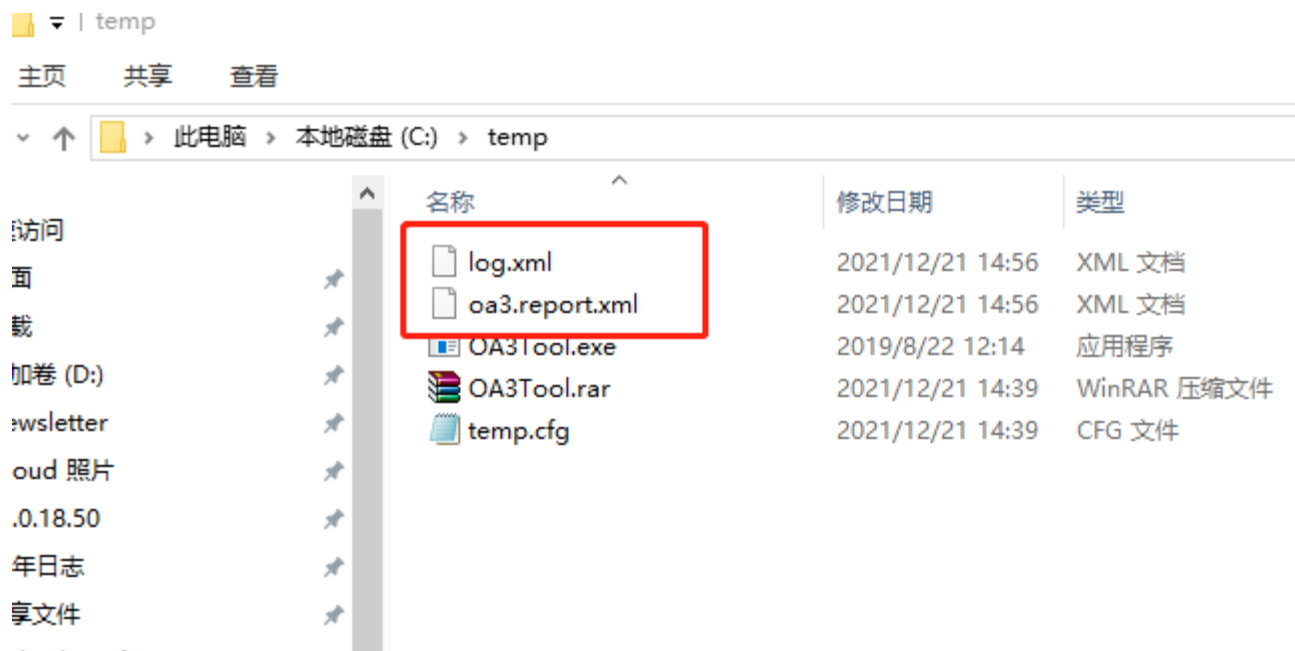 temp
主页 共享 查看
此电脑 本地磁盘 (C:) temp
名称 修改日期 类型
访问
面
载
加卷 (D:)
ewsletter
oud 照片
.0.18.50
年日志
享文件
log.xml 2021/12/21 14:56 XML 文档
oa3.report.xml 2021/12/21 14:56 XML 文档
OA3Tool.exe 2019/8/22 12:14 应用程序
OA3Tool.rar 2021/12/21 14:39 WinRAR 压缩文件
temp.cfg 2021/12/21 14:39 CFG 文件